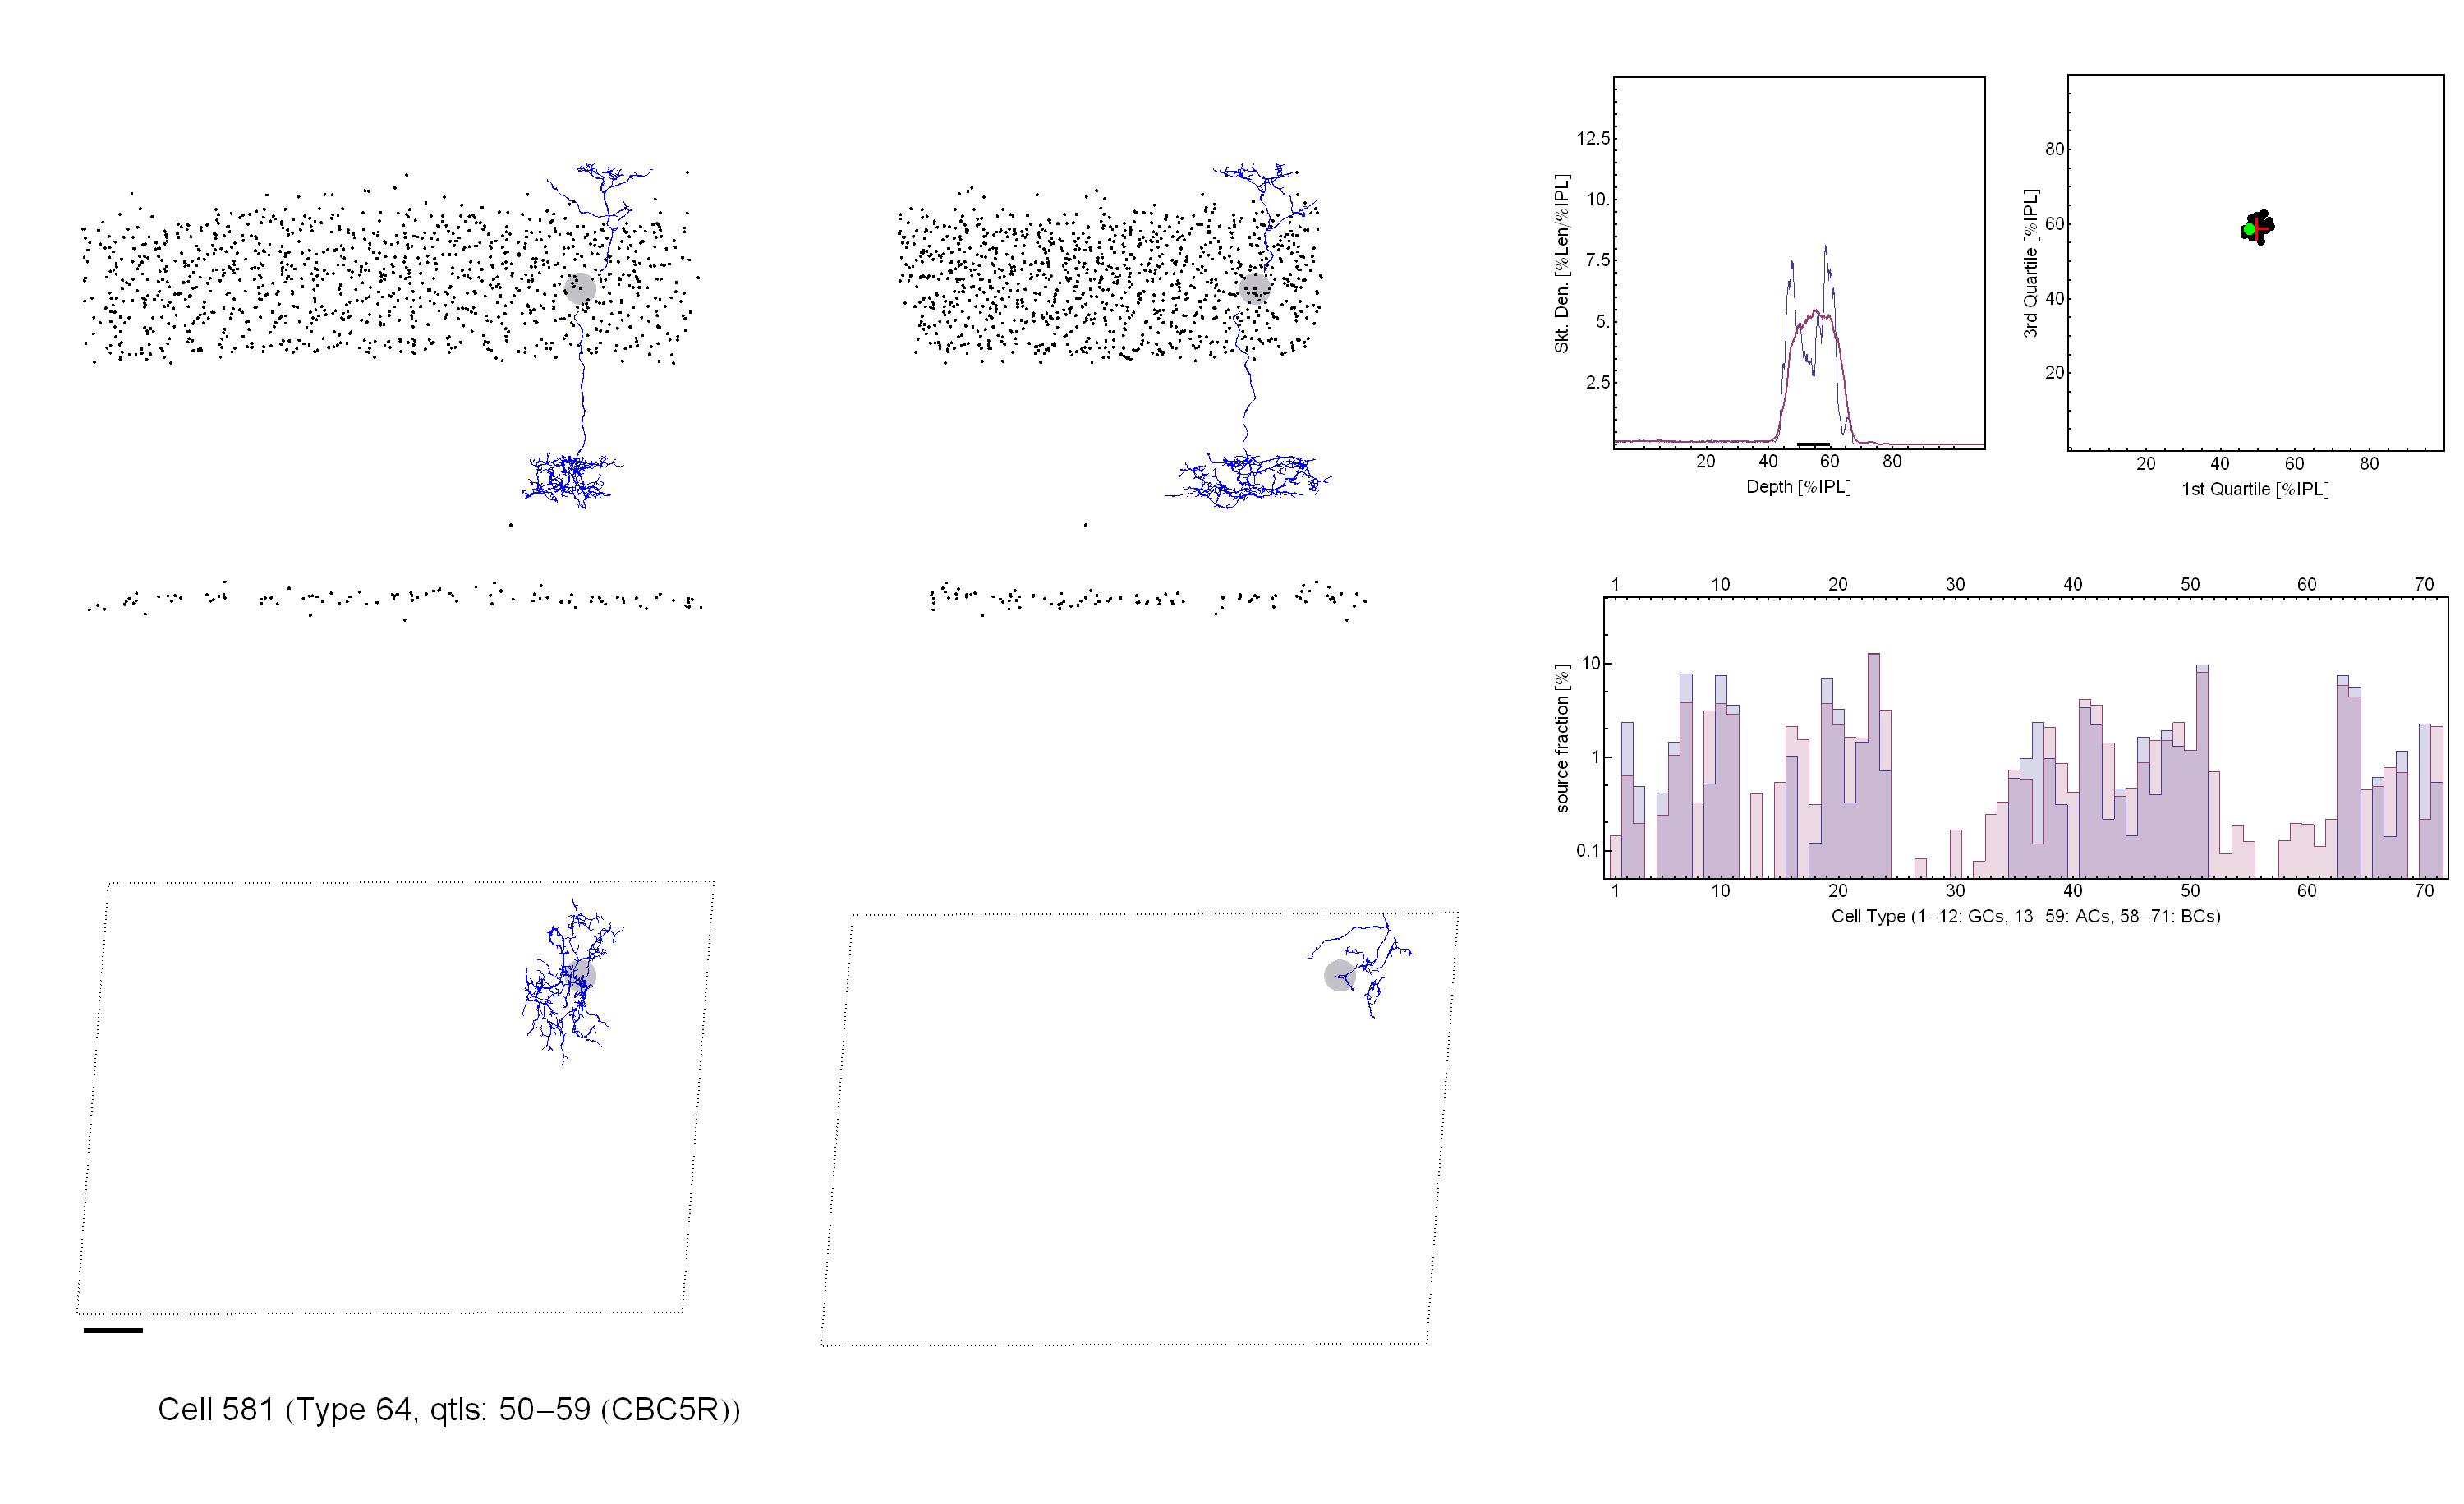 12.5
10.
7.5
5.
2.5
Skt. Den. [%Len/%IPL]
20 40 60 80
Depth [%IPL]
80
60
40
20
3rd Quartile [%IPL]
20 40 60 80
1st Quartile [%IPL]
1 10 20 30 40 50 60 70
10
1
0.1
source fraction [%]
1 10 20 30 40 50 60 70
Cell Type (1–12: GCs, 13–59: ACs, 58–71: BCs)
Cell 581 (Type 64, qtls: 50–59 (CBC5R))